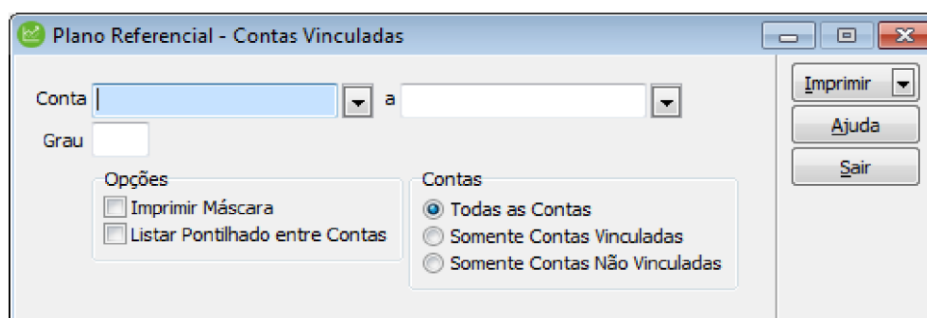 Plano Referencial - Contas Vinculadas
Conta a
Grau
Opções
Imprimir Máscara
Listar Pontilhado entre Contas
Contas
Todas as Contas
Somente Contas Vinculadas
Somente Contas Não Vinculadas
Imprimir
Ajuda
Sair